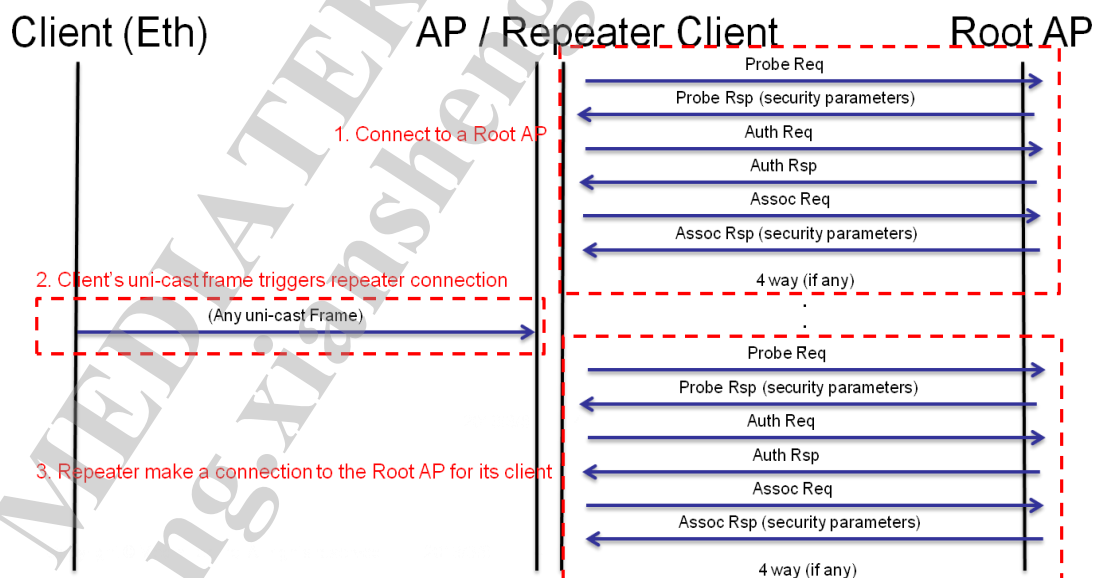 Client (Eth) AP / Repeater Client Root AP
Probe Req
Probe Rsp (security parameters)
1. Connect to a Root AP
Auth Req
Auth Rsp
Assoc Req
Assoc Rsp (security parameters)
2. Client's uni-cast frame triggers repeater connection
4 way (if any)
(Any uni-cast Frame)
.
.
Probe Req
Probe Rsp (security parameters)
Auth Req
Auth Rsp
3. Repeater make a connection to the Root AP for its client
Assoc Req
Assoc Rsp (security parameters)
4 way (if any)
MEDIATEK
ng.xiansheng